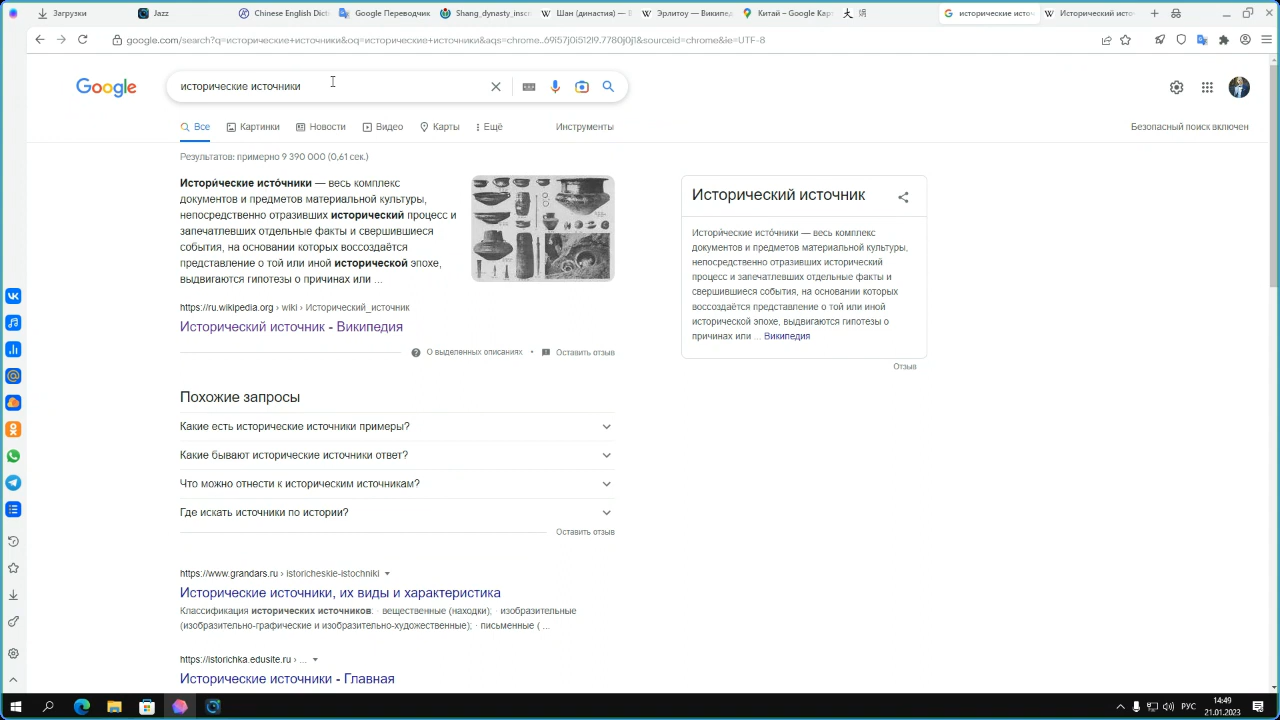 Загрузки
Jazz
Chinese English Dict
Google Переводчик
Shang_dynasty_inscr
Шан (династия) — В
Эрлитоу — Википед
Китай – Google Кар
исторические источ
Исторический источ
google.com/search?q=исторические+источники&oq=исторические+источники&aqs=chrome..69i57j0i512l9.7780j0j1&sourceid=chrome&ie=UTF-8
Google
исторические источники
Все
Картинки
Новости
Видео
Карты
Ещё
Инструменты
Безопасный поиск включен
Результатов: примерно 9 390 000 (0,61 сек.)
Истори́ческие исто́чники — весь комплекс
документов и предметов материальной культуры,
непосредственно отразивших исторический процесс и
запечатлевших отдельные факты и свершившиеся
события, на основании которых воссоздаётся
представление о той или иной исторической эпохе,
выдвигаются гипотезы о причинах или ...
https://ru.wikipedia.org › wiki › Исторический_источник
Исторический источник - Википедия
О выделенных описаниях • Оставить отзыв
Исторический источник
Истори́ческие исто́чники — весь комплекс
документов и предметов материальной культуры,
непосредственно отразивших исторический
процесс и запечатлевших отдельные факты и
свершившиеся события, на основании которых
воссоздаётся представление о той или иной
исторической эпохе, выдвигаются гипотезы о
причинах или ... Википедия
Отзыв
Похожие запросы
Какие есть исторические источники примеры?
Какие бывают исторические источники ответ?
Что можно отнести к историческим источникам?
Где искать источники по истории?
Оставить отзыв
https://www.grandars.ru › istoricheskie-istochniki
Исторические источники, их виды и характеристика
Классификация исторических источников: · вещественные (находки); · изобразительные
(изобразительно-графические и изобразительно-художественные); · письменные ( ...
https://istorichka.edusite.ru › ...
Исторические источники - Главная
РУС
14:49
21.01.2023